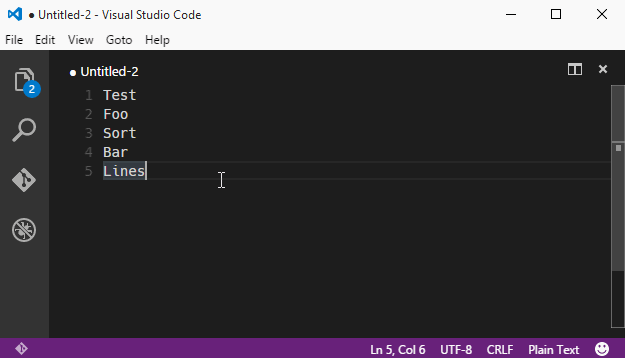 ● Untitled-2 - Visual Studio Code
File Edit View Goto Help
2
● Untitled-2
1 Test
2 Foo
3 Sort
4 Bar
5 Lines
Ln 5, Col 6 UTF-8 CRLF Plain Text